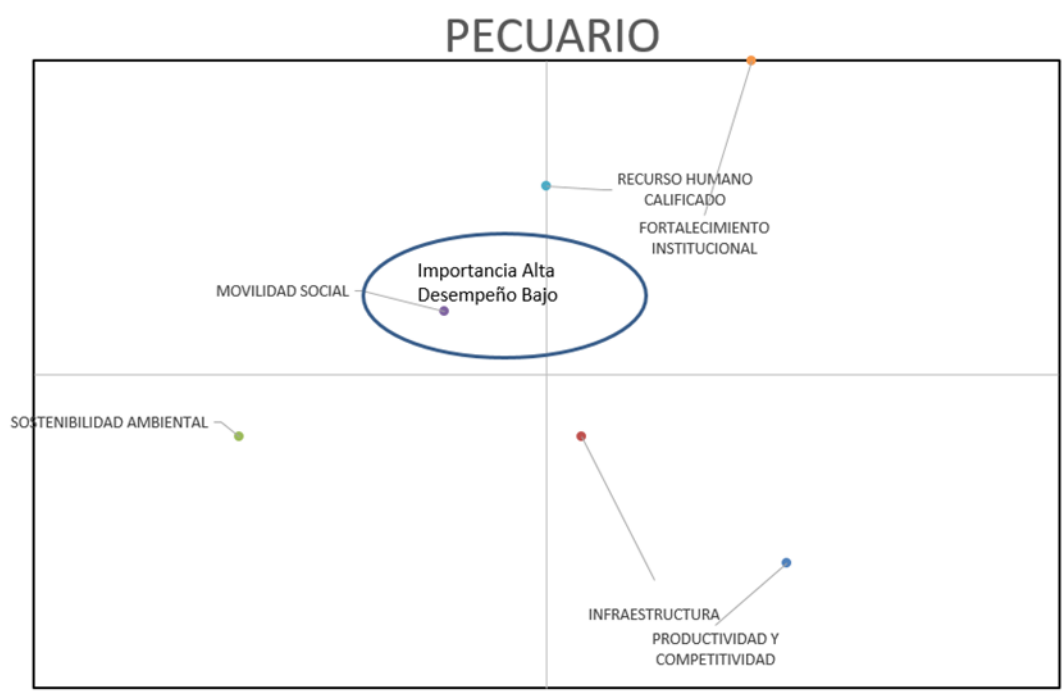 PECUARIO
RECURSO HUMANO
CALIFICADO
FORTALECIMIENTO
INSTITUCIONAL
Importancia Alta
Desempeño Bajo
MOVILIDAD SOCIAL
SOSTENIBILIDAD AMBIENTAL
INFRAESTRUCTURA
PRODUCTIVIDAD Y
COMPETITIVIDAD